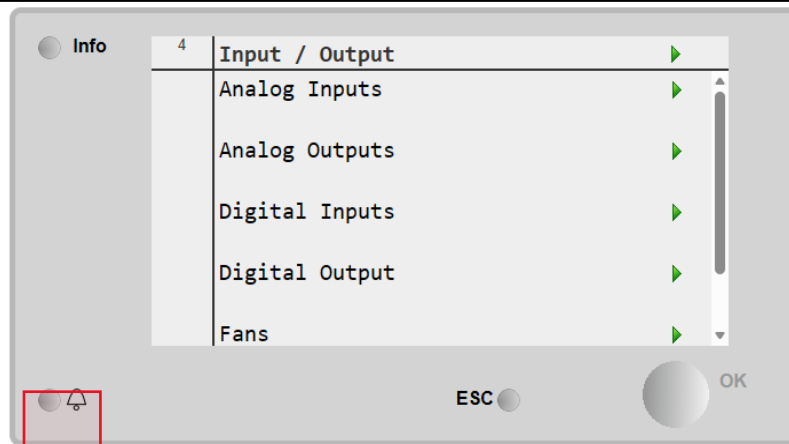 Info
4 Input / Output
Analog Inputs
Analog Outputs
Digital Inputs
Digital Output
Fans
ESC
OK